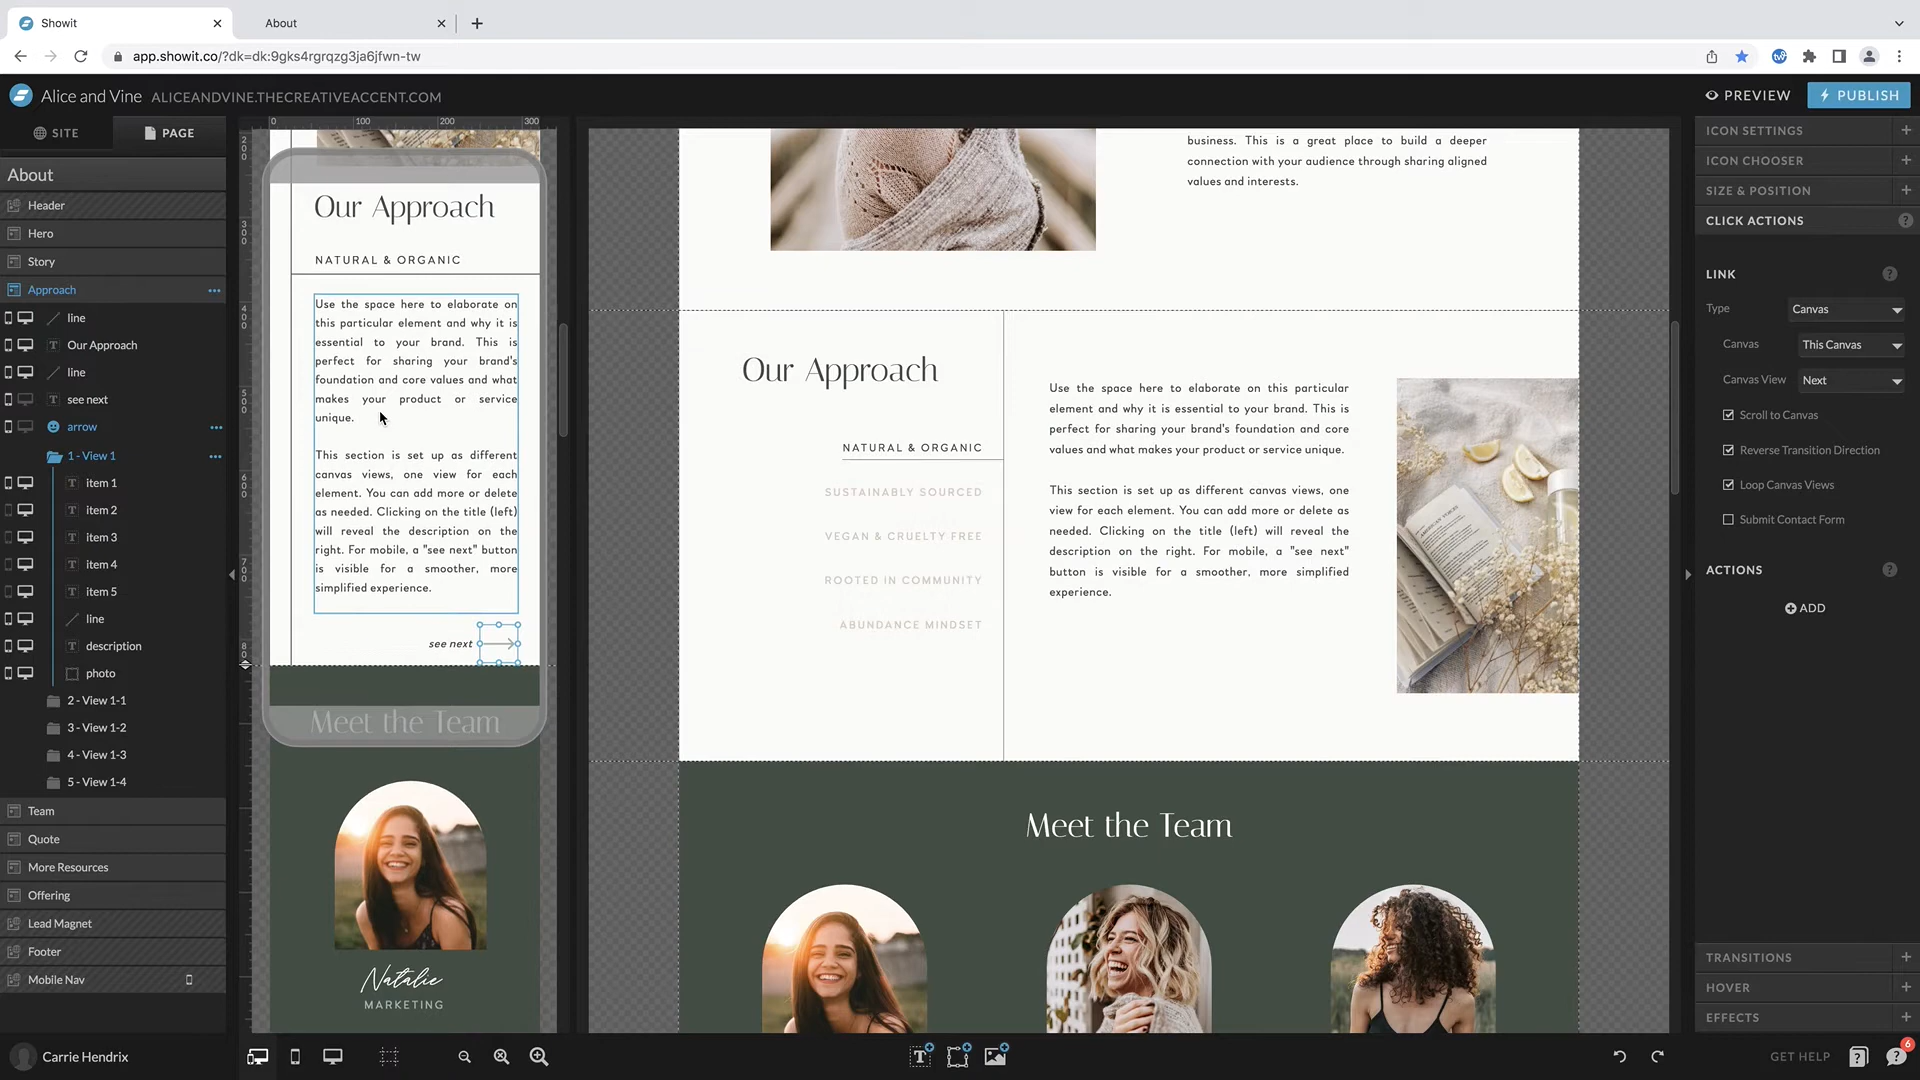 Showit
About
app.showit.co/?dk=dk:9gks4rgrqzg3ja6jfwn-tw
Alice and Vine ALICEANDVINE.THECREATIVEACCENT.COM
PREVIEW
PUBLISH
SITE
PAGE
About
Header
Hero
Story
Approach
line
Our Approach
line
see next
arrow
1 - View 1
item 1
item 2
item 3
item 4
item 5
line
description
photo
2 - View 1-1
3 - View 1-2
4 - View 1-3
5 - View 1-4
Team
Quote
More Resources
Offering
Lead Magnet
Footer
Mobile Nav
Carrie Hendrix
0 100 200 300
200
300
400
500
600
700
800
Our Approach
NATURAL & ORGANIC
Use the space here to elaborate on
this particular element and why it is
essential to your brand. This is
perfect for sharing your brand's
foundation and core values and what
makes your product or service
unique.
This section is set up as different
canvas views, one view for each
element. You can add more or delete
as needed. Clicking on the title (left)
will reveal the description on the
right. For mobile, a "see next" button
is visible for a smoother, more
simplified experience.
see next
Meet the Team
Natalie
MARKETING
business. This is a great place to build a deeper
connection with your audience through sharing aligned
values and interests.
Our Approach
NATURAL & ORGANIC
SUSTAINABLY SOURCED
VEGAN & CRUELTY FREE
ROOTED IN COMMUNITY
ABUNDANCE MINDSET
Use the space here to elaborate on this particular
element and why it is essential to your brand. This is
perfect for sharing your brand's foundation and core
values and what makes your product or service unique.
This section is set up as different canvas views, one
view for each element. You can add more or delete as
needed. Clicking on the title (left) will reveal the
description on the right. For mobile, a "see next"
button is visible for a smoother, more simplified
experience.
Meet the Team
ICON SETTINGS
ICON CHOOSER
SIZE & POSITION
CLICK ACTIONS
LINK
Type Canvas
Canvas This Canvas
Canvas View Next
Scroll to Canvas
Reverse Transition Direction
Loop Canvas Views
Submit Contact Form
ACTIONS
ADD
TRANSITIONS
HOVER
EFFECTS
GET HELP
6